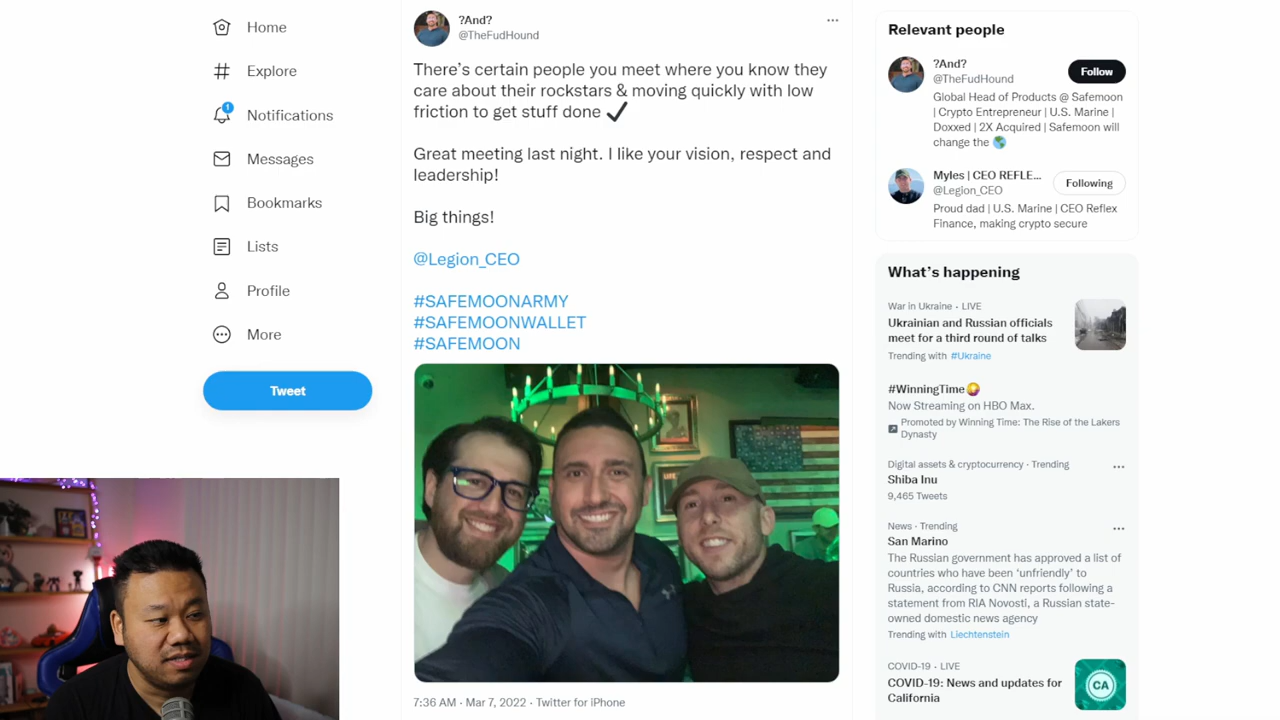 Home
Explore
1
Notifications
Messages
Bookmarks
Lists
Profile
More
Tweet
?And?
@TheFudHound
There's certain people you meet where you know they
care about their rockstars & moving quickly with low
friction to get stuff done ✔
Great meeting last night. I like your vision, respect and
leadership!
Big things!
@Legion_CEO
#SAFEMOONARMY
#SAFEMOONWALLET
#SAFEMOON
7:36 AM · Mar 7, 2022 · Twitter for iPhone
Relevant people
?And?
@TheFudHound
Follow
Global Head of Products @ Safemoon
| Crypto Entrepreneur | U.S. Marine |
Doxxed | 2X Acquired | Safemoon will
change the 🌎
Myles | CEO REFLE...
@Legion_CEO
Following
Proud dad | U.S. Marine | CEO Reflex
Finance, making crypto secure
What's happening
War in Ukraine · LIVE
Ukrainian and Russian officials
meet for a third round of talks
Trending with #Ukraine
#WinningTime
Now Streaming on HBO Max.
Promoted by Winning Time: The Rise of the Lakers
Dynasty
Digital assets & cryptocurrency · Trending
Shiba Inu
9,465 Tweets
News · Trending
San Marino
The Russian government has approved a list of
countries who have been 'unfriendly' to
Russia, according to CNN reports following a
statement from RIA Novosti, a Russian state-
owned domestic news agency
Trending with Liechtenstein
COVID-19 · LIVE
COVID-19: News and updates for
California
CA